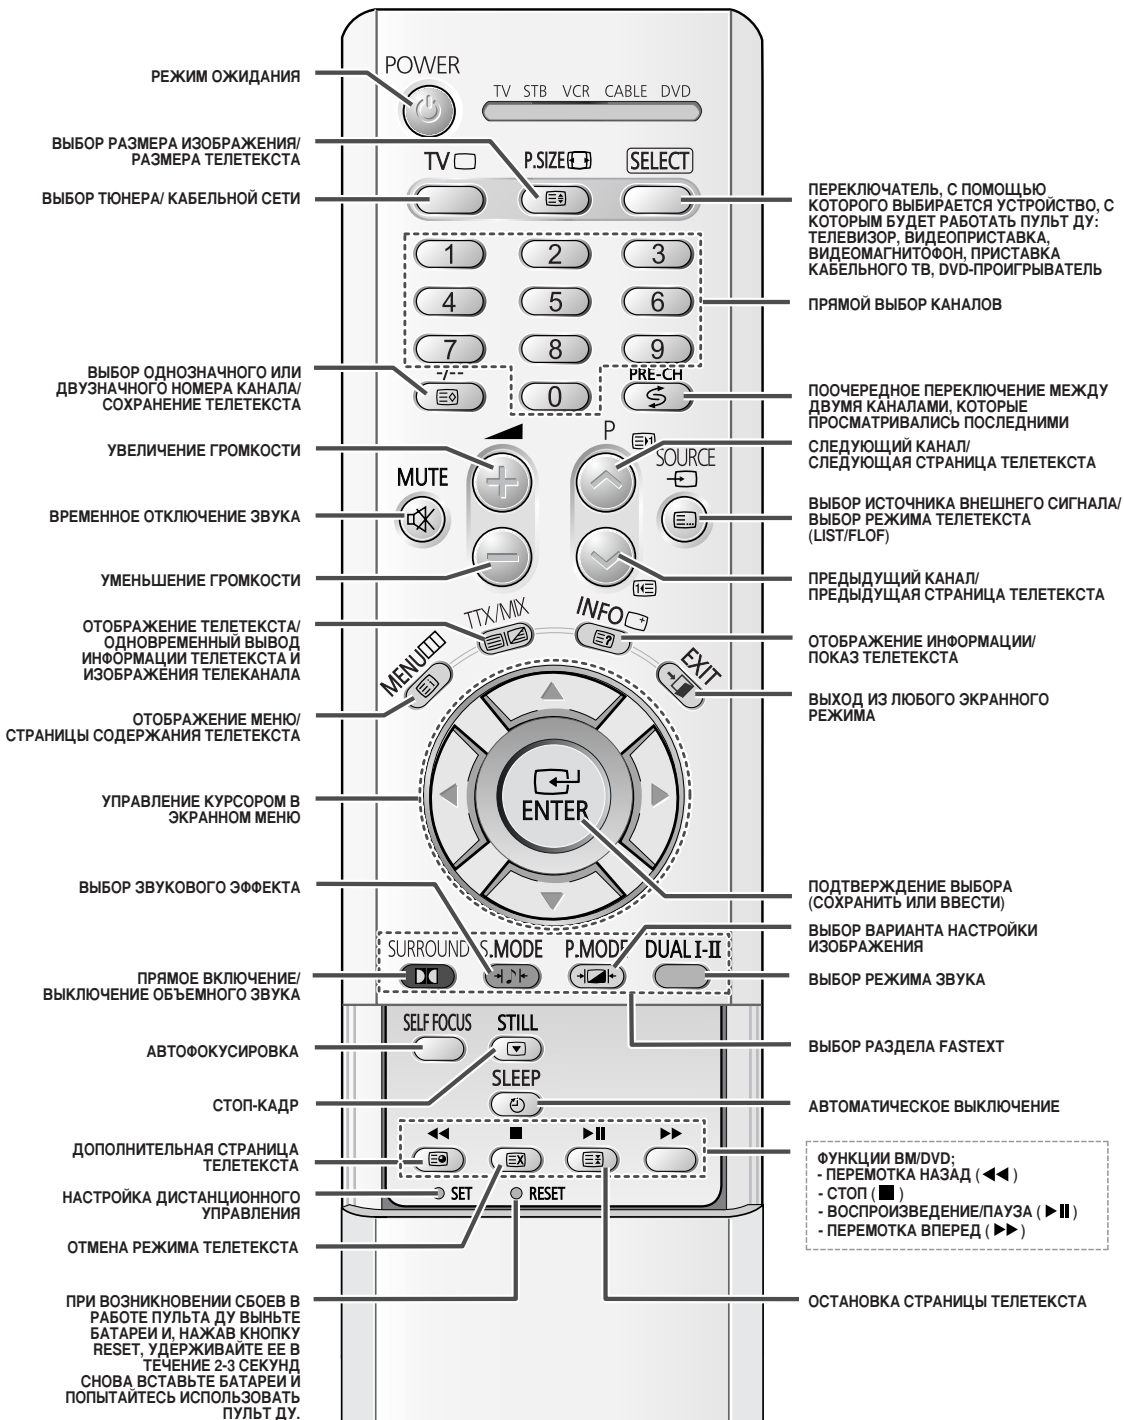 POWER
TV STB VCR CABLE DVD
TV P.SIZE SELECT
1 2 3
4 5 6
7 8 9
-/-- 0 PRE-CH
P
MUTE
SOURCE
TTX/MIX
INFO
MENU
EXIT
ENTER
SURROUND S.MODE P.MODE DUAL I-II
SELF FOCUS STILL
SLEEP
SET RESET
РЕЖИМ ОЖИДАНИЯ
ВЫБОР РАЗМЕРА ИЗОБРАЖЕНИЯ/
РАЗМЕРА ТЕЛЕТЕКСТА
ВЫБОР ТЮНЕРА/ КАБЕЛЬНОЙ СЕТИ
ВЫБОР ОДНОЗНАЧНОГО ИЛИ
ДВУЗНАЧНОГО НОМЕРА КАНАЛА/
СОХРАНЕНИЕ ТЕЛЕТЕКСТА
УВЕЛИЧЕНИЕ ГРОМКОСТИ
ВРЕМЕННОЕ ОТКЛЮЧЕНИЕ ЗВУКА
УМЕНЬШЕНИЕ ГРОМКОСТИ
ОТОБРАЖЕНИЕ ТЕЛЕТЕКСТА/
ОДНОВРЕМЕННЫЙ ВЫВОД
ИНФОРМАЦИИ ТЕЛЕТЕКСТА И
ИЗОБРАЖЕНИЯ ТЕЛЕКАНАЛА
ОТОБРАЖЕНИЕ МЕНЮ/
СТРАНИЦЫ СОДЕРЖАНИЯ ТЕЛЕТЕКСТА
УПРАВЛЕНИЕ КУРСОРОМ В
ЭКРАННОМ МЕНЮ
ВЫБОР ЗВУКОВОГО ЭФФЕКТА
ПРЯМОЕ ВКЛЮЧЕНИЕ/
ВЫКЛЮЧЕНИЕ ОБЪЕМНОГО ЗВУКА
АВТОФОКУСИРОВКА
СТОП-КАДР
ДОПОЛНИТЕЛЬНАЯ СТРАНИЦА
ТЕЛЕТЕКСТА
НАСТРОЙКА ДИСТАНЦИОННОГО
УПРАВЛЕНИЯ
ОТМЕНА РЕЖИМА ТЕЛЕТЕКСТА
ПРИ ВОЗНИКНОВЕНИИ СБОЕВ В
РАБОТЕ ПУЛЬТА ДУ ВЫНЬТЕ
БАТАРЕИ И, НАЖАВ КНОПКУ
RESET, УДЕРЖИВАЙТЕ ЕЕ В
ТЕЧЕНИЕ 2-3 СЕКУНД
СНОВА ВСТАВЬТЕ БАТАРЕИ И
ПОПЫТАЙТЕСЬ ИСПОЛЬЗОВАТЬ
ПУЛЬТ ДУ.
ПЕРЕКЛЮЧАТЕЛЬ, С ПОМОЩЬЮ
КОТОРОГО ВЫБИРАЕТСЯ УСТРОЙСТВО, С
КОТОРЫМ БУДЕТ РАБОТАТЬ ПУЛЬТ ДУ:
ТЕЛЕВИЗОР, ВИДЕОПРИСТАВКА,
ВИДЕОМАГНИТОФОН, ПРИСТАВКА
КАБЕЛЬНОГО ТВ, DVD-ПРОИГРЫВАТЕЛЬ
ПРЯМОЙ ВЫБОР КАНАЛОВ
ПООЧЕРЕДНОЕ ПЕРЕКЛЮЧЕНИЕ МЕЖДУ
ДВУМЯ КАНАЛАМИ, КОТОРЫЕ
ПРОСМАТРИВАЛИСЬ ПОСЛЕДНИМИ
СЛЕДУЮЩИЙ КАНАЛ/
СЛЕДУЮЩАЯ СТРАНИЦА ТЕЛЕТЕКСТА
ВЫБОР ИСТОЧНИКА ВНЕШНЕГО СИГНАЛА/
ВЫБОР РЕЖИМА ТЕЛЕТЕКСТА
(LIST/FLOF)
ПРЕДЫДУЩИЙ КАНАЛ/
ПРЕДЫДУЩАЯ СТРАНИЦА ТЕЛЕТЕКСТА
ОТОБРАЖЕНИЕ ИНФОРМАЦИИ/
ПОКАЗ ТЕЛЕТЕКСТА
ВЫХОД ИЗ ЛЮБОГО ЭКРАННОГО
РЕЖИМА
ПОДТВЕРЖДЕНИЕ ВЫБОРА
(СОХРАНИТЬ ИЛИ ВВЕСТИ)
ВЫБОР ВАРИАНТА НАСТРОЙКИ
ИЗОБРАЖЕНИЯ
ВЫБОР РЕЖИМА ЗВУКА
ВЫБОР РАЗДЕЛА FASTEXT
АВТОМАТИЧЕСКОЕ ВЫКЛЮЧЕНИЕ
ФУНКЦИИ ВМ/DVD;
- ПЕРЕМОТКА НАЗАД (◀◀)
- СТОП (■)
- ВОСПРОИЗВЕДЕНИЕ/ПАУЗА (▶❚❚)
- ПЕРЕМОТКА ВПЕРЕД (▶▶)
ОСТАНОВКА СТРАНИЦЫ ТЕЛЕТЕКСТА